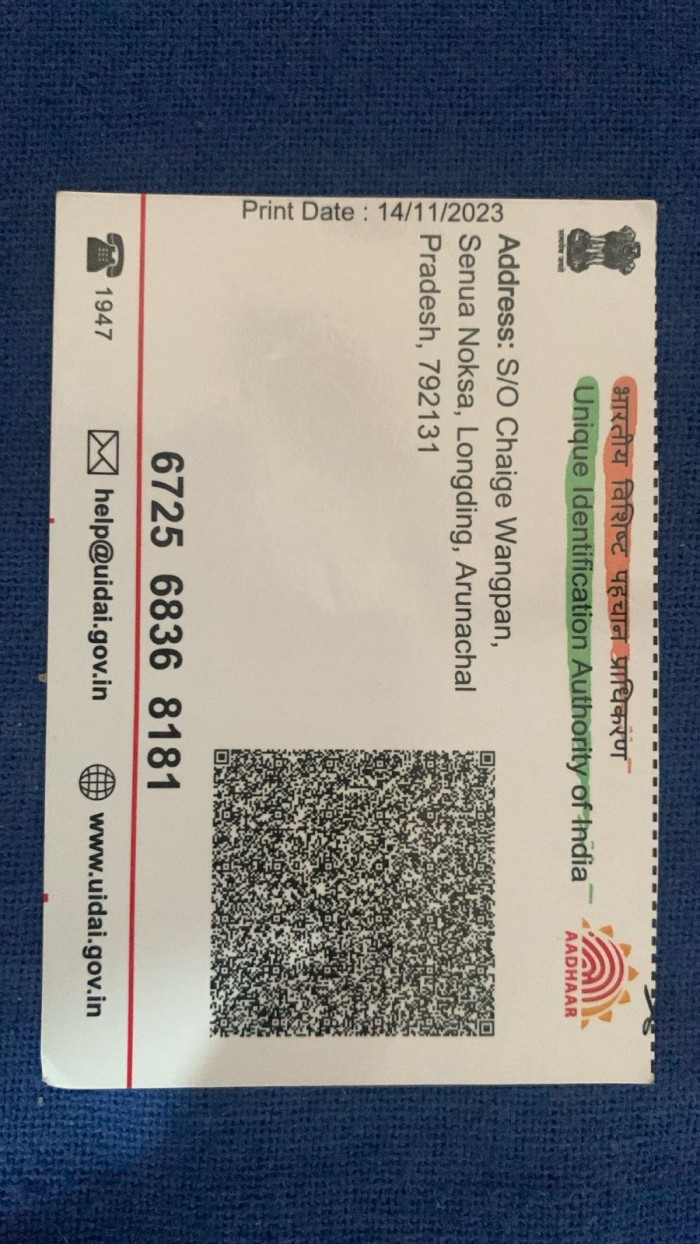 भारतीय विशिष्ट पहचान प्राधिकरण
Unique Identification Authority of India
AADHAAR
Print Date : 14/11/2023
Address: S/O Chaige Wangpan,
Senua Noksa, Longding, Arunachal
Pradesh, 792131
6725 6836 8181
1947
help@uidai.gov.in
www.uidai.gov.in